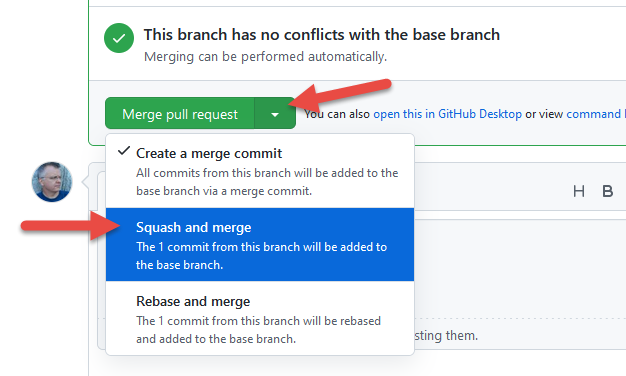 This branch has no conflicts with the base branch
Merging can be performed automatically.
Merge pull request
You can also open this in GitHub Desktop or view command
Create a merge commit
All commits from this branch will be added to the
base branch via a merge commit.
H B
Squash and merge
The 1 commit from this branch will be added to
the base branch.
Rebase and merge
The 1 commit from this branch will be rebased
and added to the base branch.
sting them.